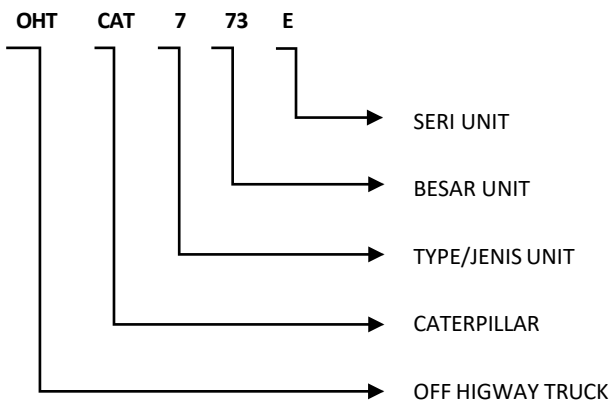 OHT CAT 7 73 E
SERI UNIT
BESAR UNIT
TYPE/JENIS UNIT
CATERPILLAR
OFF HIGWAY TRUCK